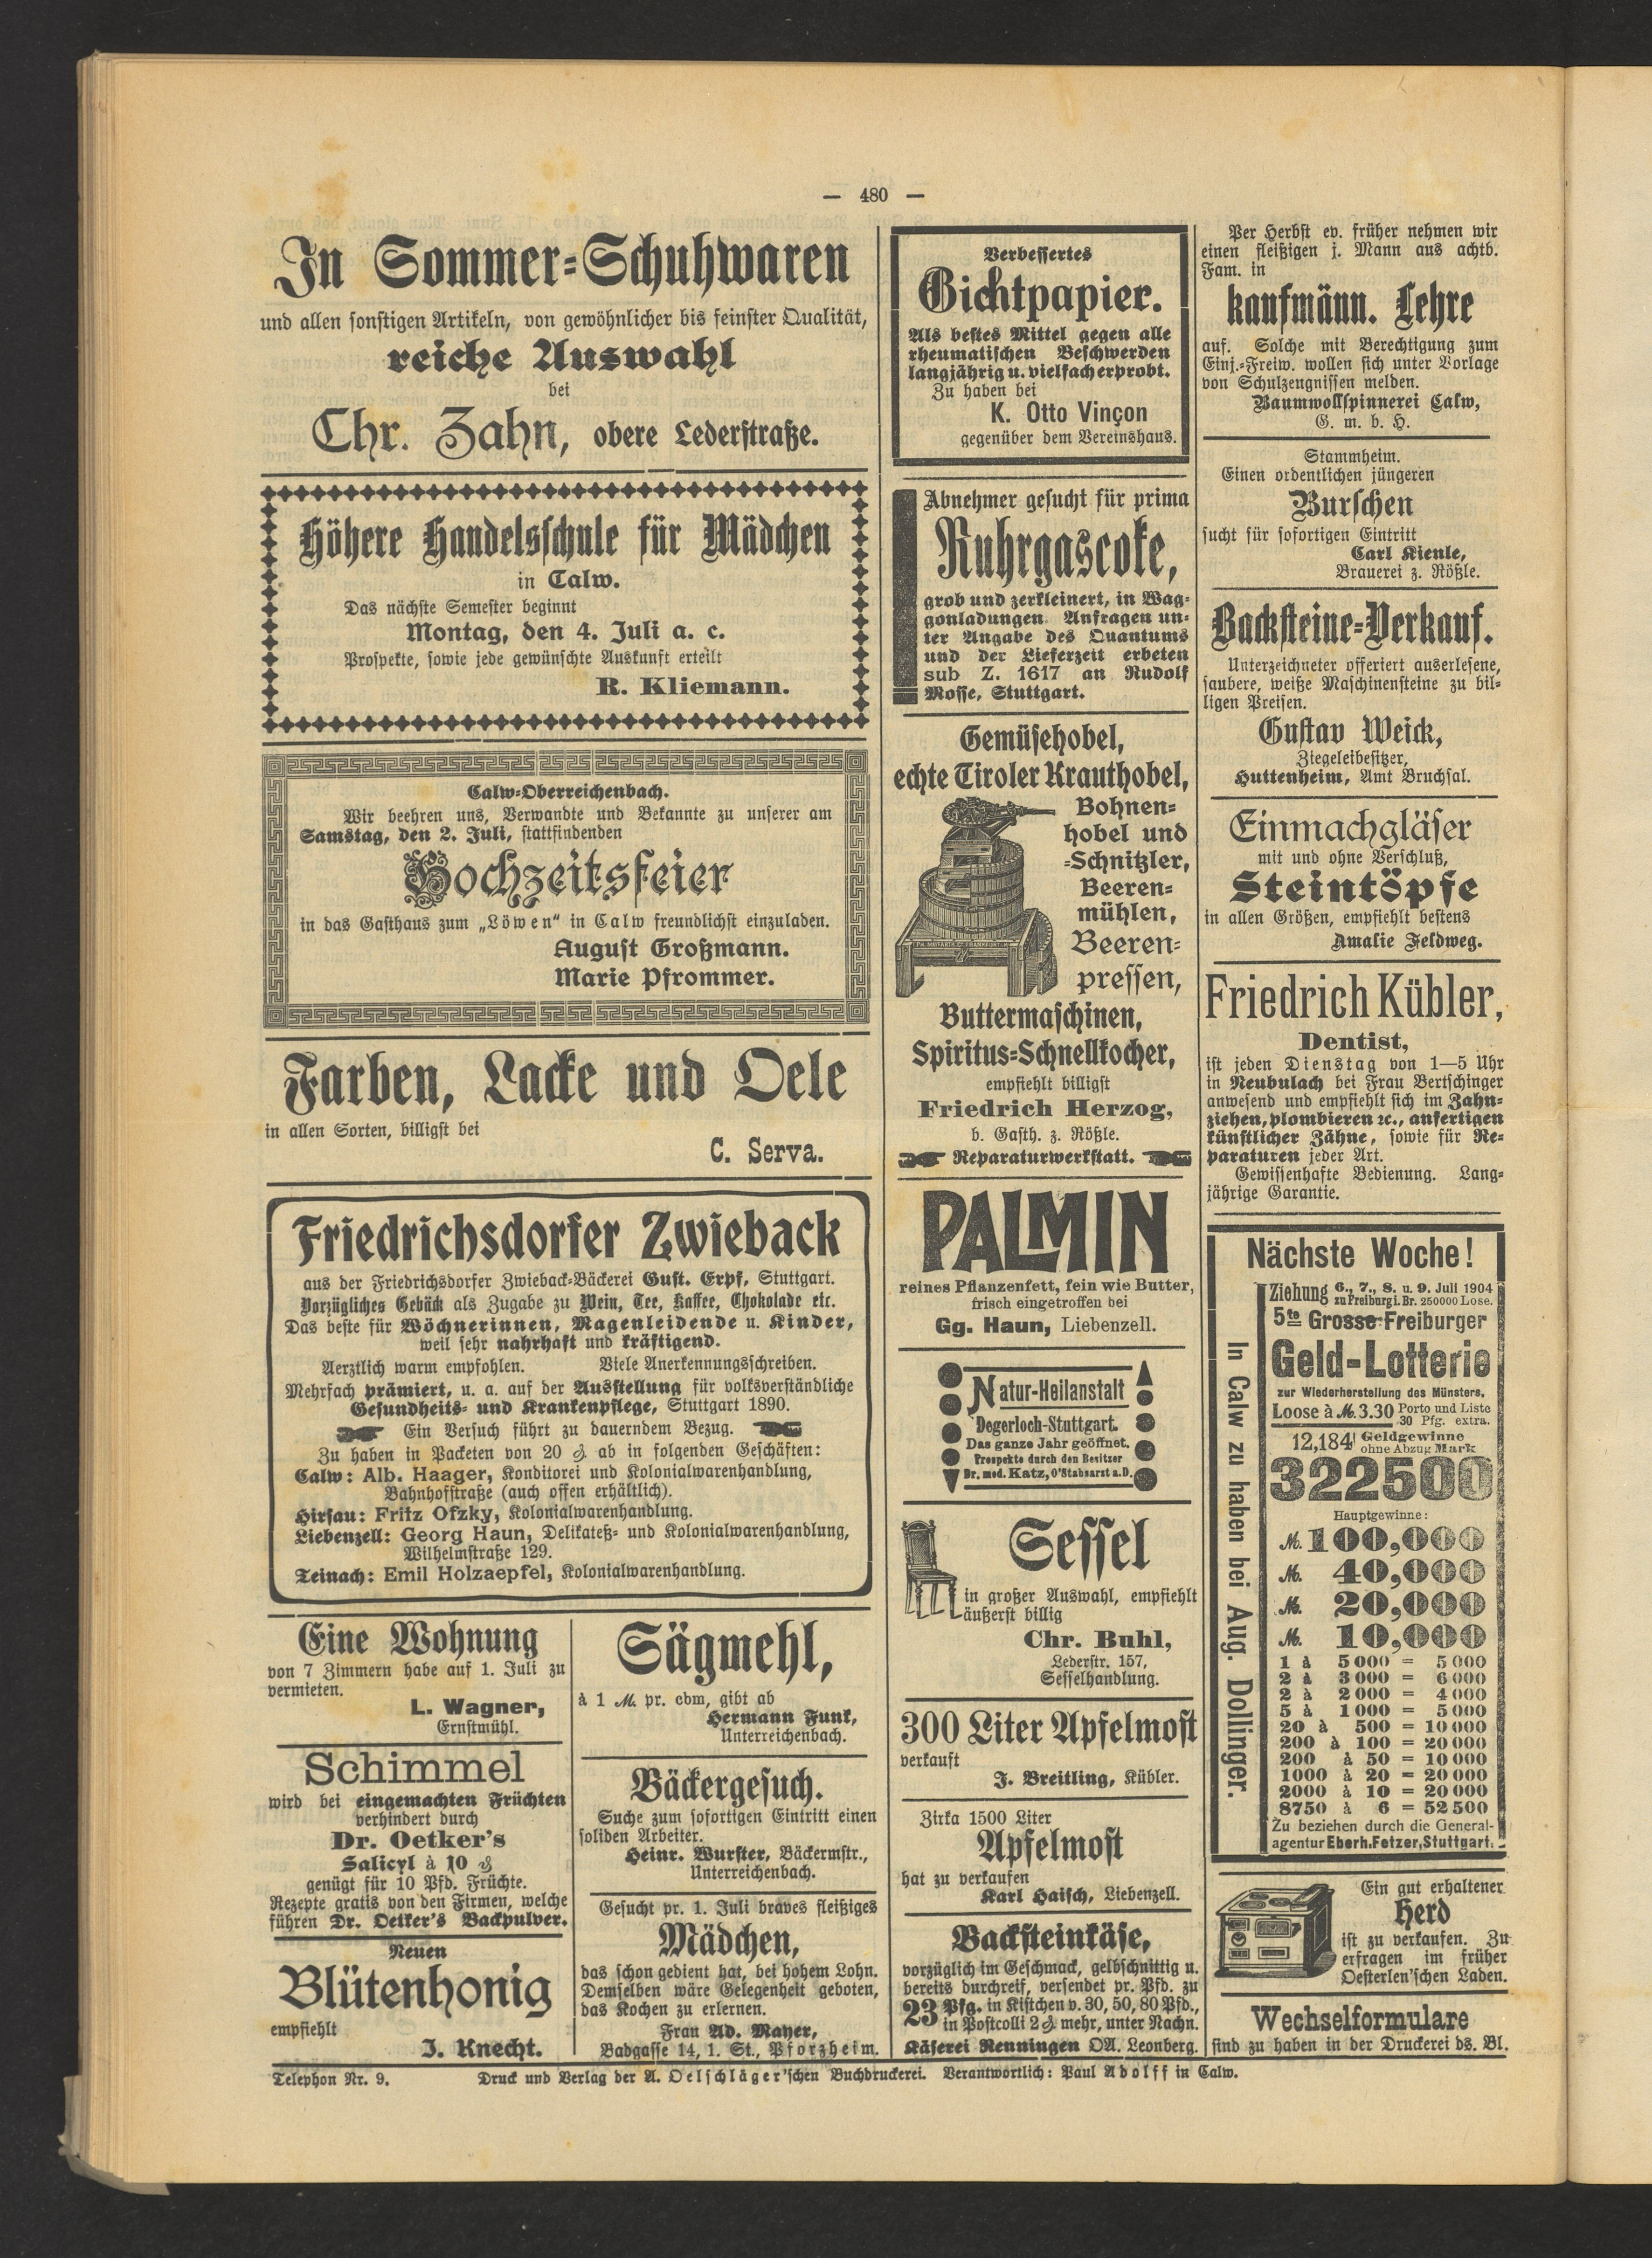 — 480 —
In Sommer-Schuhwaren
und allen sonstigen Artikeln, von gewöhnlicher bis feinster Qualität,
reiche Auswahl
bei
Chr. Zahn, obere Lederstraße.
Höhere Handelsschule für Mädchen
in Calw.
Das nächste Semester beginnt
Montag, den 4. Juli a. c.
Prospekte, sowie jede gewünschte Auskunft erteilt
R. Kliemann.
Calw-Oberreichenbach.
Wir beehren uns, Verwandte und Bekannte zu unserer am
Samstag, den 2. Juli, stattfindenden
Hochzeitsfeier
in das Gasthaus zum „Löwen“ in Calw freundlichst einzuladen.
August Großmann.
Marie Pfrommer.
Farben, Lacke und Oele
in allen Sorten, billigst bei
C. Serva.
Friedrichsdorfer Zwieback
aus der Friedrichsdorfer Zwieback-Bäckerei Gust. Erpf, Stuttgart.
Vorzügliches Gebäck als Zugabe zu Wein, Tee, Kaffee, Chokolade etc.
Das beste für Wöchnerinnen, Magenleidende u. Kinder,
weil sehr nahrhaft und kräftigend.
Aerztlich warm empfohlen. Viele Anerkennungsschreiben.
Mehrfach prämiert, u. a. auf der Ausstellung für volksverständliche
Gesundheits- und Krankenpflege, Stuttgart 1890.
Ein Versuch führt zu dauerndem Bezug.
Zu haben in Packeten von 20 ₰ ab in folgenden Geschäften:
Calw: Alb. Haager, Konditorei und Kolonialwarenhandlung,
Bahnhofstraße (auch offen erhältlich).
Hirsau: Fritz Ofzky, Kolonialwarenhandlung.
Liebenzell: Georg Haun, Delikateß- und Kolonialwarenhandlung,
Wilhelmstraße 129.
Teinach: Emil Holzaepfel, Kolonialwarenhandlung.
Eine Wohnung
von 7 Zimmern habe auf 1. Juli zu
vermieten.
L. Wagner,
Ernstmühl.
Schimmel
wird bei eingemachten Früchten
verhindert durch
Dr. Oetker's
Salicyl à 10 ₰
genügt für 10 Pfd. Früchte.
Rezepte gratis von den Firmen, welche
führen Dr. Oetker's Backpulver.
Neuen
Blütenhonig
empfiehlt
J. Knecht.
Sägmehl,
à 1 M. pr. cbm, gibt ab
Hermann Funk,
Unterreichenbach.
Bäckergesuch.
Suche zum sofortigen Eintritt einen
soliden Arbeiter.
Heinr. Wurster, Bäckermstr.,
Unterreichenbach.
Gesucht pr. 1. Juli braves fleißiges
Mädchen,
das schon gedient hat, bei hohem Lohn.
Demselben wäre Gelegenheit geboten,
das Kochen zu erlernen.
Frau Ad. Mayer,
Badgasse 14, 1. St., Pforzheim.
Verbessertes
Gichtpapier.
Als bestes Mittel gegen alle
rheumatischen Beschwerden
langjährig u. vielfach erprobt.
Zu haben bei
K. Otto Vinçon
gegenüber dem Vereinshaus.
Abnehmer gesucht für prima
Ruhrgascoke,
grob und zerkleinert, in Wag-
gonladungen. Anfragen un-
ter Angabe des Quantums
und der Lieferzeit erbeten
sub Z. 1617 an Rudolf
Mosse, Stuttgart.
Gemüsehobel,
echte Tiroler Krauthobel,
Bohnen-
hobel und
-Schnitzler,
Beeren-
mühlen,
Beeren-
pressen,
PH. MAYFARTH & Co. FRANKFURT
Buttermaschinen,
Spiritus-Schnellkocher,
empfiehlt billigst
Friedrich Herzog,
b. Gasth. z. Rößle.
Reparaturwerkstatt.
PALMIN
reines Pflanzenfett, fein wie Butter,
frisch eingetroffen bei
Gg. Haun, Liebenzell.
Natur-Heilanstalt
Degerloch-Stuttgart.
Das ganze Jahr geöffnet.
Prospekte durch den Besitzer
Dr. med. Katz, O'Stabsarzt a. D.
Sessel
in großer Auswahl, empfiehlt
äußerst billig
Chr. Buhl,
Lederstr. 157,
Sesselhandlung.
300 Liter Apfelmost
verkauft
J. Breitling, Kübler.
Zirka 1500 Liter
Apfelmost
hat zu verkaufen
Karl Haisch, Liebenzell.
Backsteinkäse,
vorzüglich im Geschmack, gelbschnittig u.
bereits durchreif, versendet pr. Pfd. zu
23 Pfg. in Kistchen v. 30, 50, 80 Pfd.,
in Postcolli 2 ₰ mehr, unter Nachn.
Käserei Renningen OA. Leonberg.
Per Herbst ev. früher nehmen wir
einen fleißigen j. Mann aus achtb.
Fam. in
kaufmänn. Lehre
auf. Solche mit Berechtigung zum
Einj.-Freiw. wollen sich unter Vorlage
von Schulzeugnissen melden.
Baumwollspinnerei Calw,
G. m. b. H.
Stammheim.
Einen ordentlichen jüngeren
Burschen
sucht für sofortigen Eintritt
Carl Kienle,
Brauerei z. Rößle.
Backsteine-Verkauf.
Unterzeichneter offeriert auserlesene,
saubere, weiße Maschinensteine zu bil-
ligen Preisen.
Gustav Weick,
Ziegeleibesitzer,
Huttenheim, Amt Bruchsal.
Einmachgläser
mit und ohne Verschluß,
Steintöpfe
in allen Größen, empfiehlt bestens
Amalie Feldweg.
Friedrich Kübler,
Dentist,
ist jeden Dienstag von 1—5 Uhr
in Neubulach bei Frau Bertschinger
anwesend und empfiehlt sich im Zahn-
ziehen, plombieren ꝛc., anfertigen
künstlicher Zähne, sowie für Re-
paraturen jeder Art.
Gewissenhafte Bedienung. Lang-
jährige Garantie.
Nächste Woche!
Ziehung 6., 7., 8. u. 9. Juli 1904
zu Freiburg i. Br. 250000 Lose.
5te Grosse Freiburger
Geld-Lotterie
zur Wiederherstellung des Münsters.
Loose à M. 3.30 Porto und Liste
30 Pfg. extra.
12,184 Geldgewinne
ohne Abzug Mark
322500
Hauptgewinne:
M. 100,000
M. 40,000
M. 20,000
M. 10,000
1 à 5000 = 5000
2 à 3000 = 6000
2 à 2000 = 4000
5 à 1000 = 5000
20 à 500 = 10000
200 à 100 = 20000
200 à 50 = 10000
1000 à 20 = 20000
2000 à 10 = 20000
8750 à 6 = 52500
Zu beziehen durch die General-
agentur Eberh. Fetzer, Stuttgart.
In Calw zu haben bei Aug. Dollinger.
Ein gut erhaltener
Herd
ist zu verkaufen. Zu
erfragen im früher
Oesterlen'schen Laden.
Wechselformulare
sind zu haben in der Druckerei ds. Bl.
Telephon Nr. 9. Druck und Verlag der A. Oelschläger'schen Buchdruckerei. Verantwortlich: Paul Adolff in Calw.